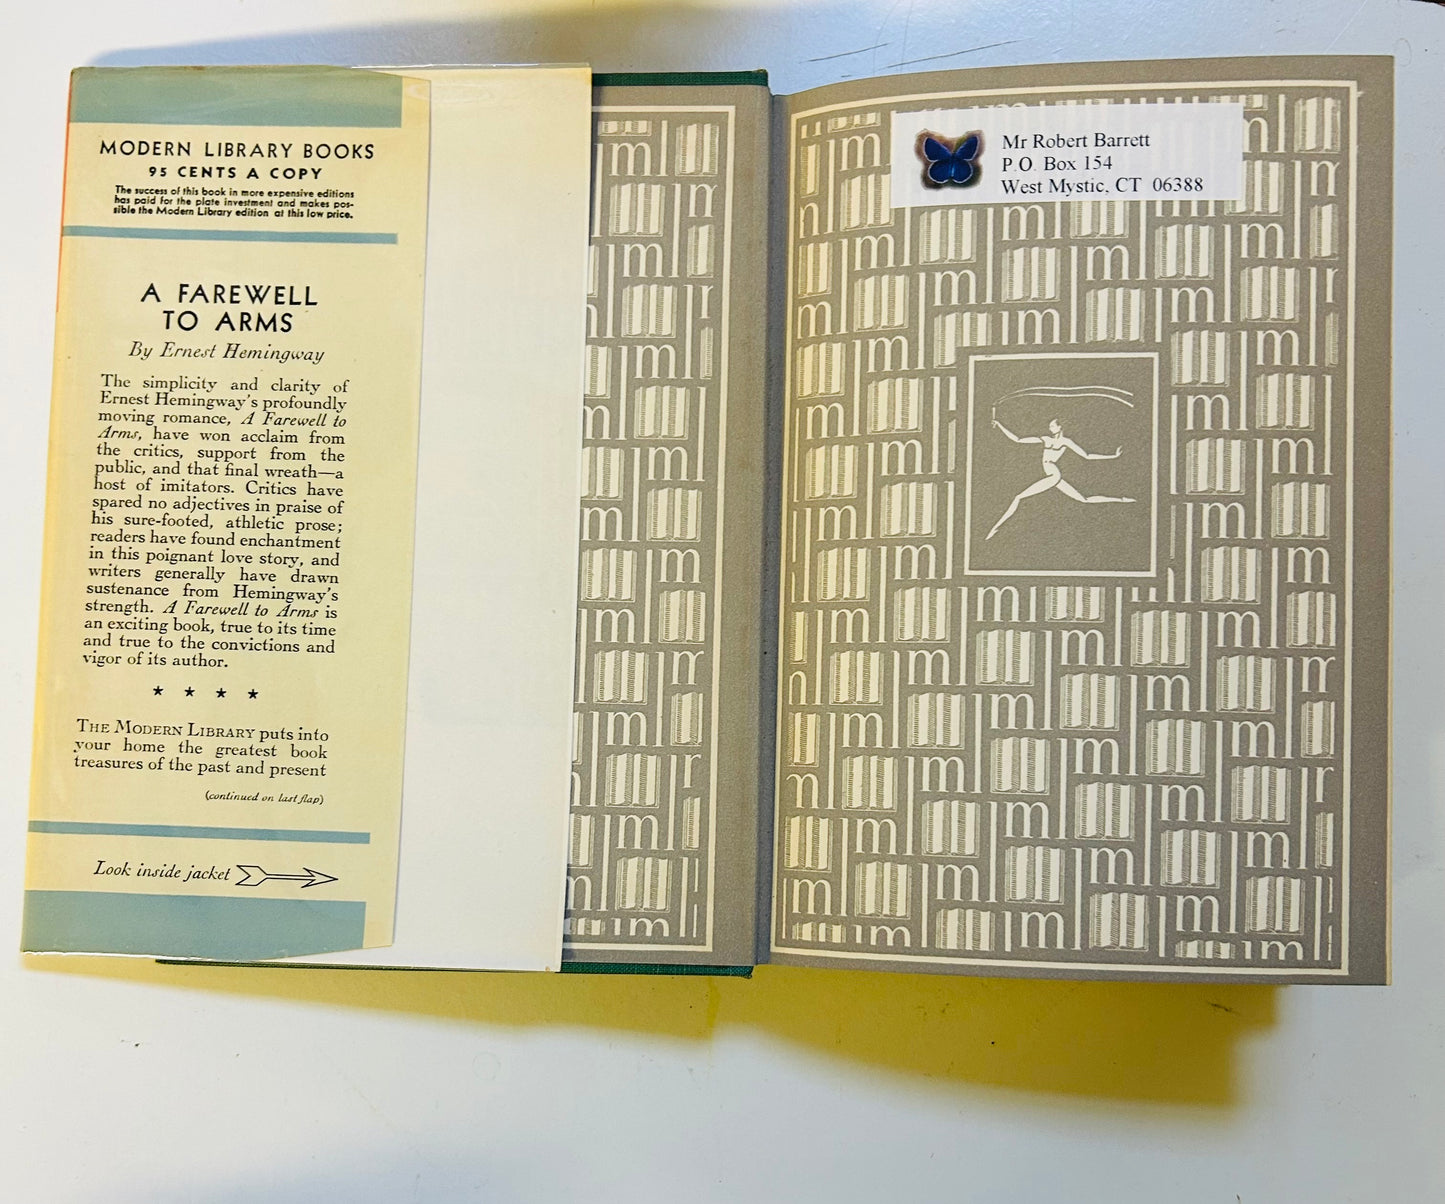 MODERN LIBRARY BOOKS
95 CENTS A COPY
The success of this book in more expensive editions
has paid for the plate investment and makes pos-
sible the Modern Library edition at this low price.
A FAREWELL
TO ARMS
By Ernest Hemingway
The simplicity and clarity of
Ernest Hemingway's profoundly
moving romance, A Farewell to
Arms, have won acclaim from
the critics, support from the
public, and that final wreath—a
host of imitators. Critics have
spared no adjectives in praise of
his sure-footed, athletic prose;
readers have found enchantment
in this poignant love story, and
writers generally have drawn
sustenance from Hemingway's
strength. A Farewell to Arms is
an exciting book, true to its time
and true to the convictions and
vigor of its author.
★ ★ ★ ★
THE MODERN LIBRARY puts into
your home the greatest book
treasures of the past and present
(continued on last flap)
Look inside jacket
Mr Robert Barrett
P.O. Box 154
West Mystic, CT 06388